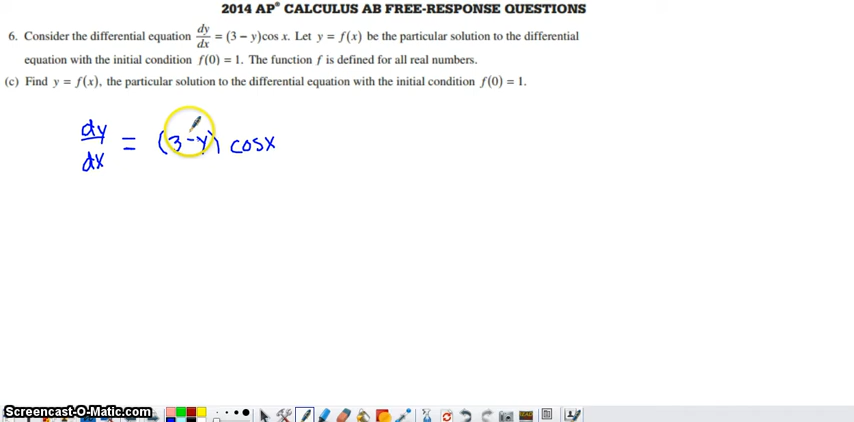 2014 AP® CALCULUS AB FREE-RESPONSE QUESTIONS
6. Consider the differential equation dy/dx = (3 − y)cos x. Let y = f(x) be the particular solution to the differential
equation with the initial condition f(0) = 1. The function f is defined for all real numbers.
(c) Find y = f(x), the particular solution to the differential equation with the initial condition f(0) = 1.
dy/dx = (3-y) cosx
Screencast-O-Matic.com